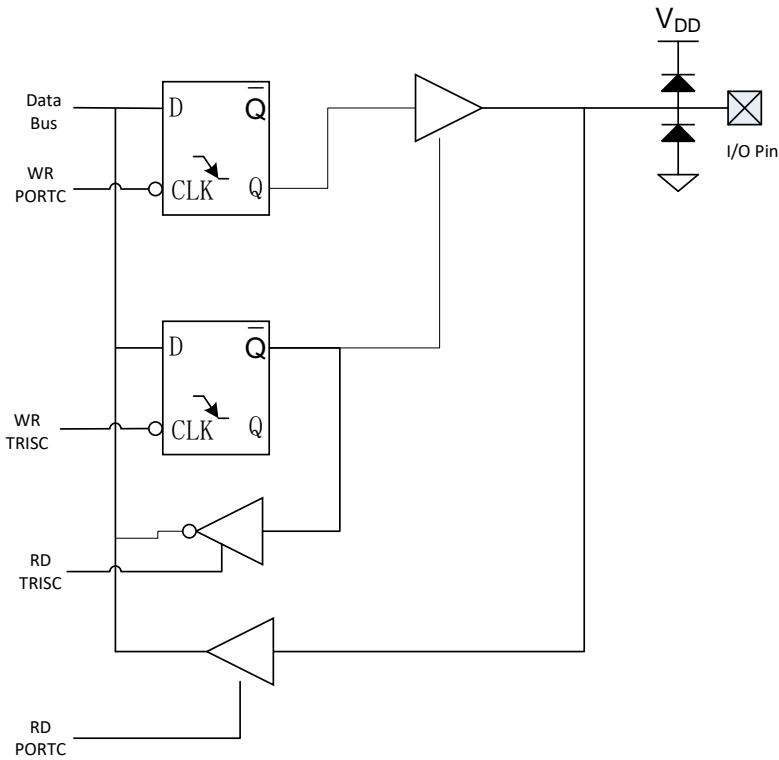 VDD
Data
Bus
D
Q
I/O Pin
WR
PORTC
CLK
Q
D
Q
WR
TRISC
CLK
Q
RD
TRISC
RD
PORTC